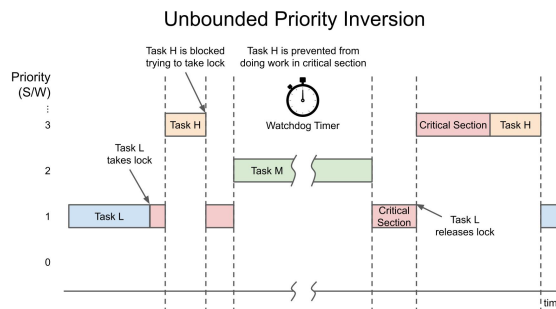 Unbounded Priority Inversion
Task H is blocked
trying to take lock
Task H is prevented from
doing work in critical section
Priority
(S/W)
⋮
3
Task H
Watchdog Timer
Critical Section
Task H
Task L
takes lock
2
Task M
1
Task L
Critical
Section
Task L
releases lock
0
tim